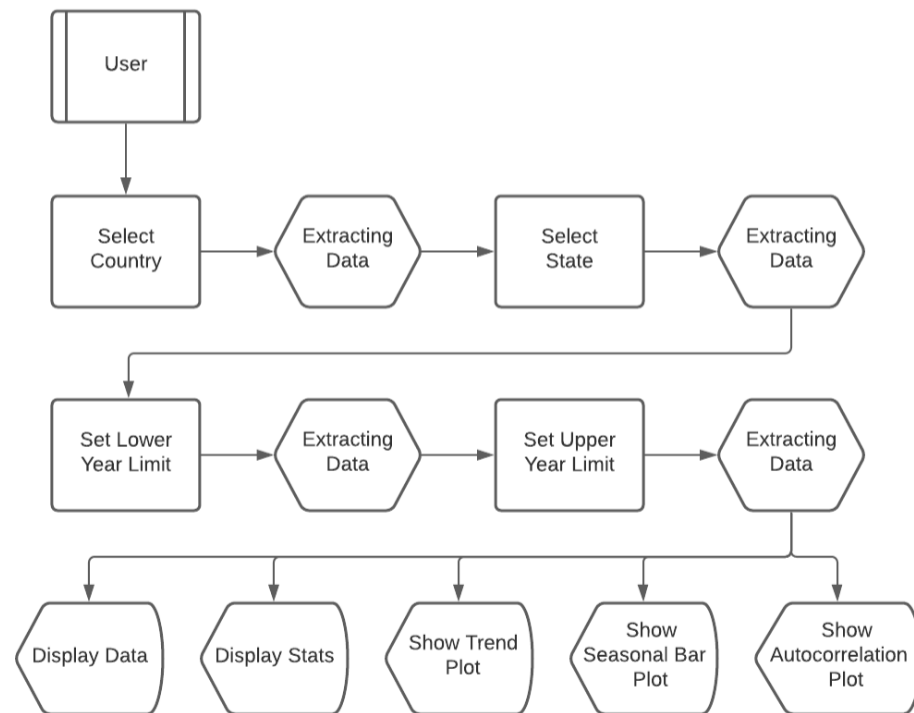 User
Select
Country
Extracting
Data
Select
State
Extracting
Data
Set Lower
Year Limit
Extracting
Data
Set Upper
Year Limit
Extracting
Data
Display Data
Display Stats
Show Trend
Plot
Show
Seasonal Bar
Plot
Show
Autocorrelation
Plot